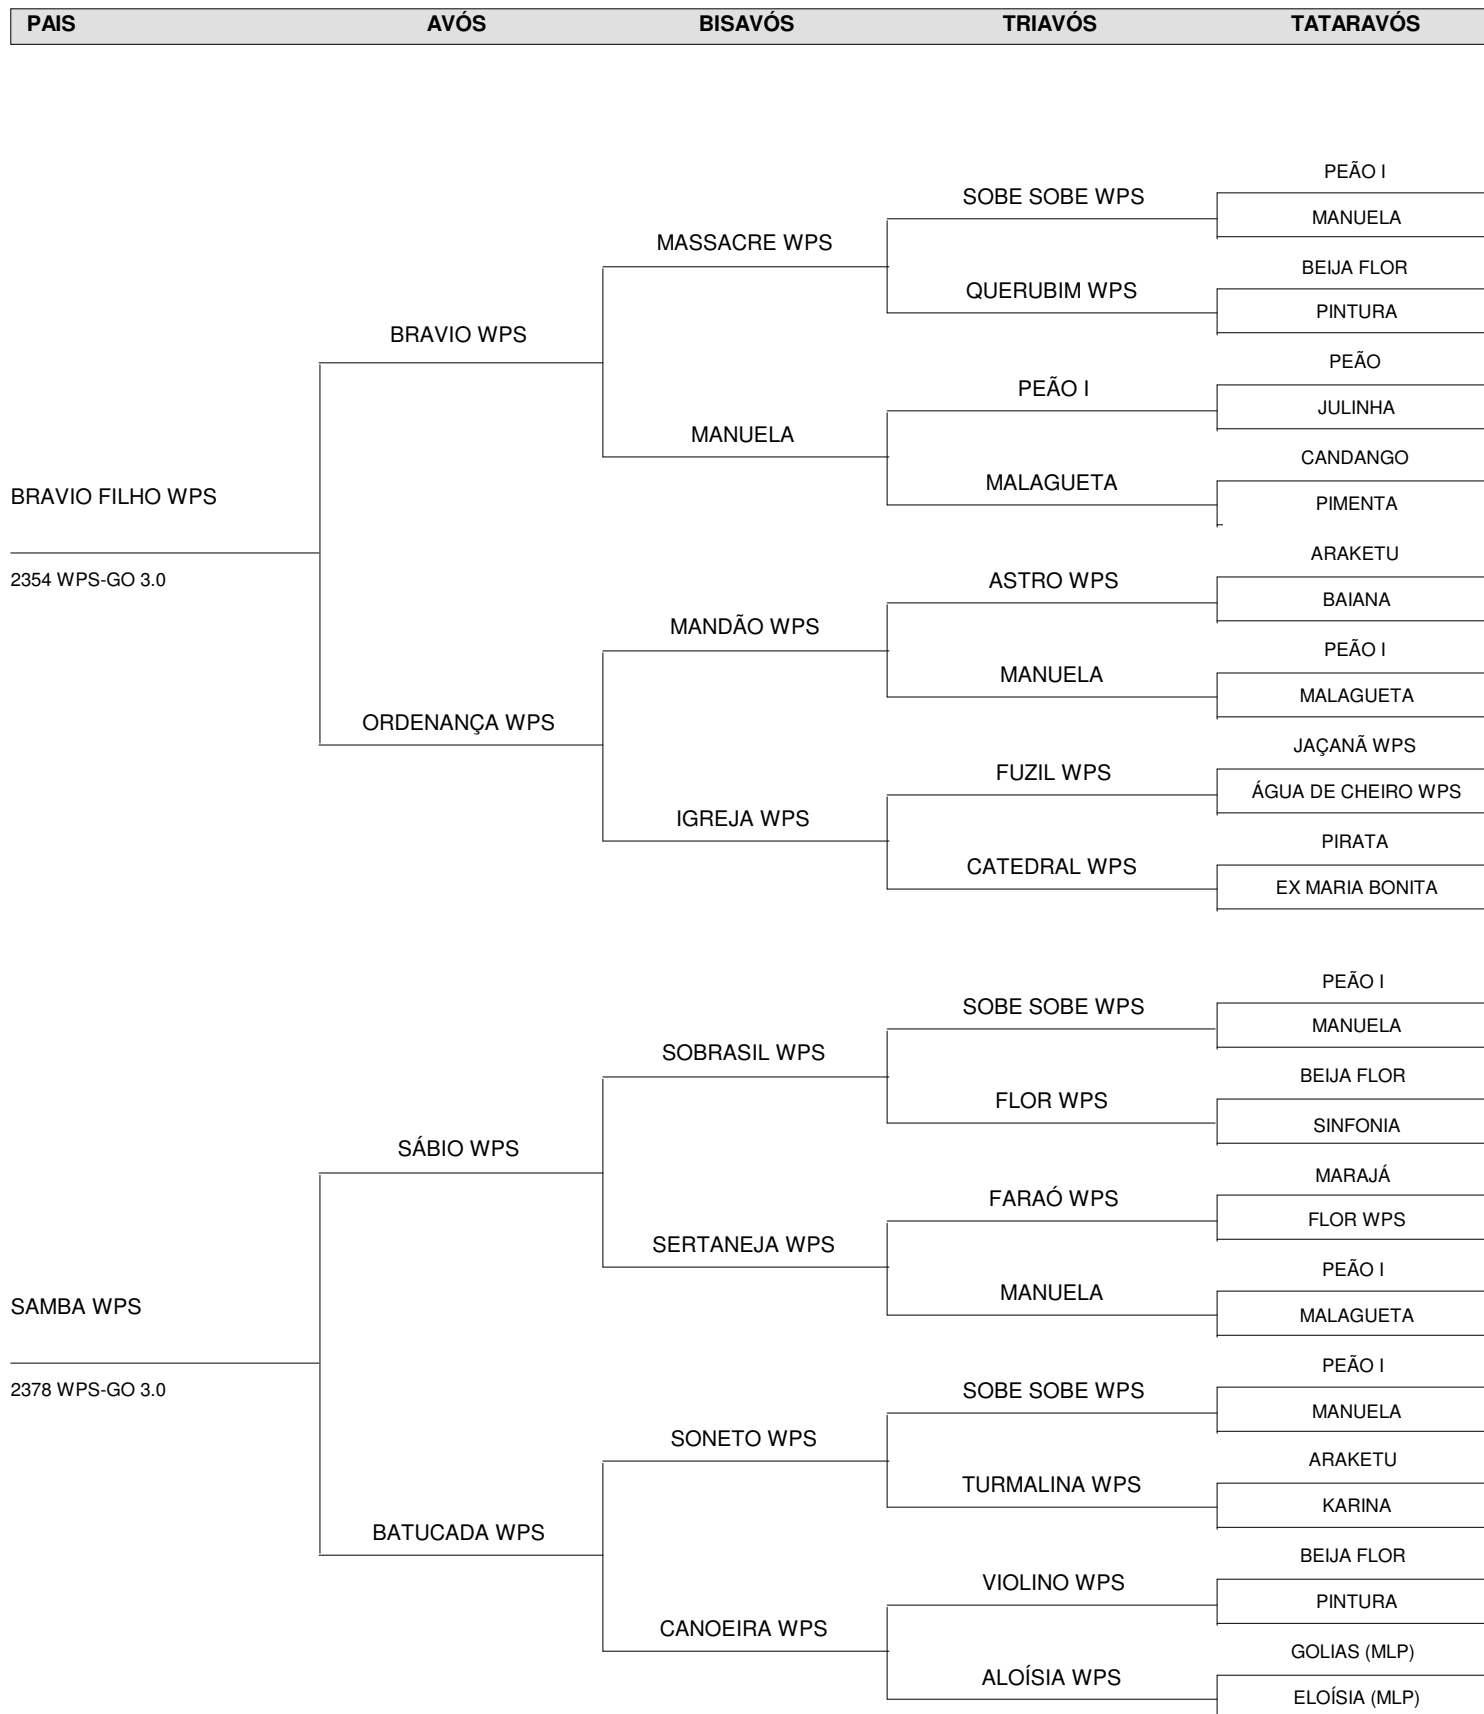 PAIS AVÓS BISAVÓS TRIAVÓS TATARAVÓS
PEÃO I
SOBE SOBE WPS
MANUELA
MASSACRE WPS
BEIJA FLOR
QUERUBIM WPS
PINTURA
BRAVIO WPS
PEÃO
PEÃO I
JULINHA
MANUELA
CANDANGO
MALAGUETA
BRAVIO FILHO WPS
PIMENTA
ARAKETU
2354 WPS-GO 3.0
ASTRO WPS
BAIANA
MANDÃO WPS
PEÃO I
MANUELA
MALAGUETA
ORDENANÇA WPS
JAÇANÃ WPS
FUZIL WPS
ÁGUA DE CHEIRO WPS
IGREJA WPS
PIRATA
CATEDRAL WPS
EX MARIA BONITA
PEÃO I
SOBE SOBE WPS
MANUELA
SOBRASIL WPS
BEIJA FLOR
FLOR WPS
SINFONIA
SÁBIO WPS
MARAJÁ
FARAÓ WPS
FLOR WPS
SERTANEJA WPS
PEÃO I
MANUELA
SAMBA WPS
MALAGUETA
PEÃO I
2378 WPS-GO 3.0
SOBE SOBE WPS
MANUELA
SONETO WPS
ARAKETU
TURMALINA WPS
KARINA
BATUCADA WPS
BEIJA FLOR
VIOLINO WPS
PINTURA
CANOEIRA WPS
GOLIAS (MLP)
ALOÍSIA WPS
ELOÍSIA (MLP)